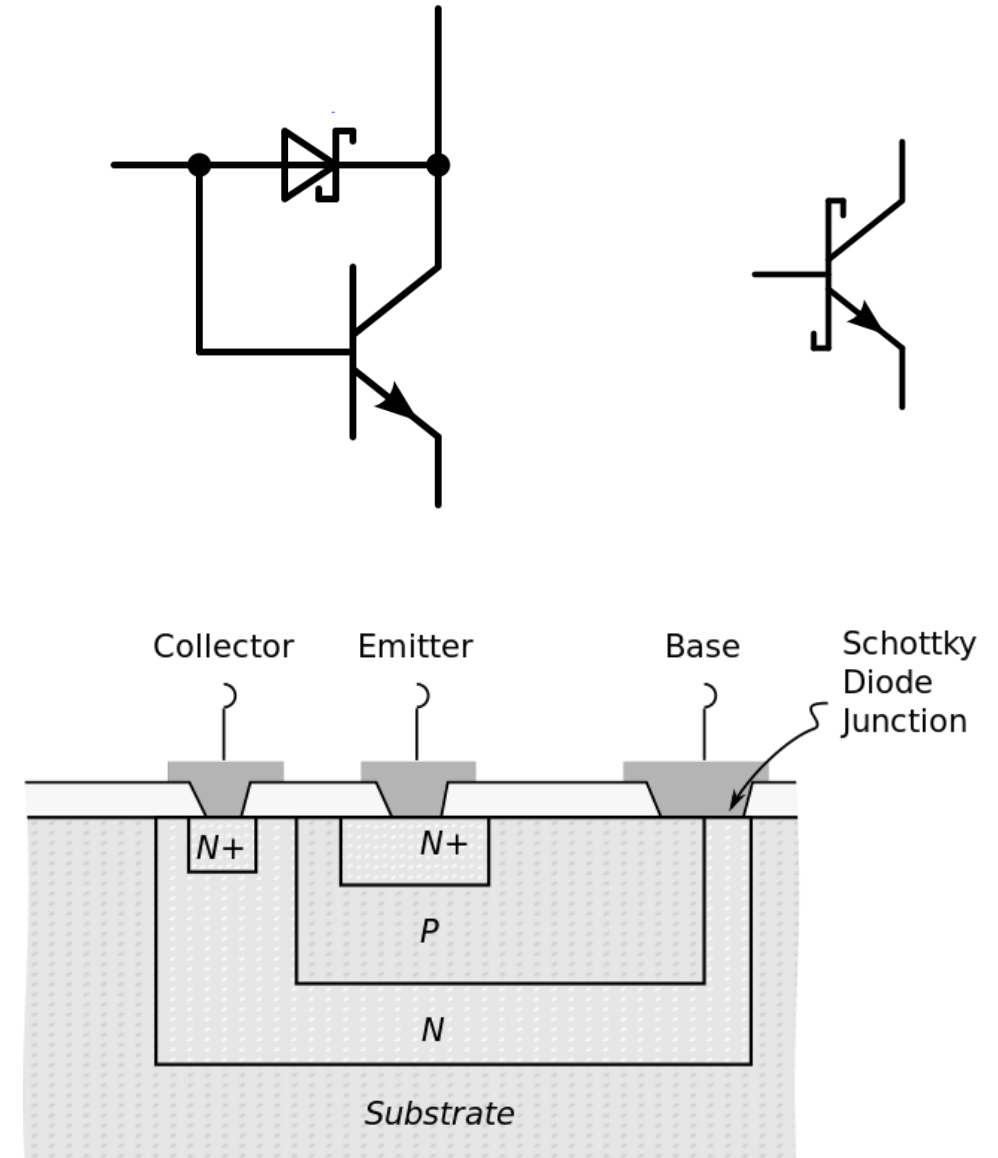 Collector
Emitter
Base
Schottky
Diode
Junction
N+
N+
P
N
Substrate